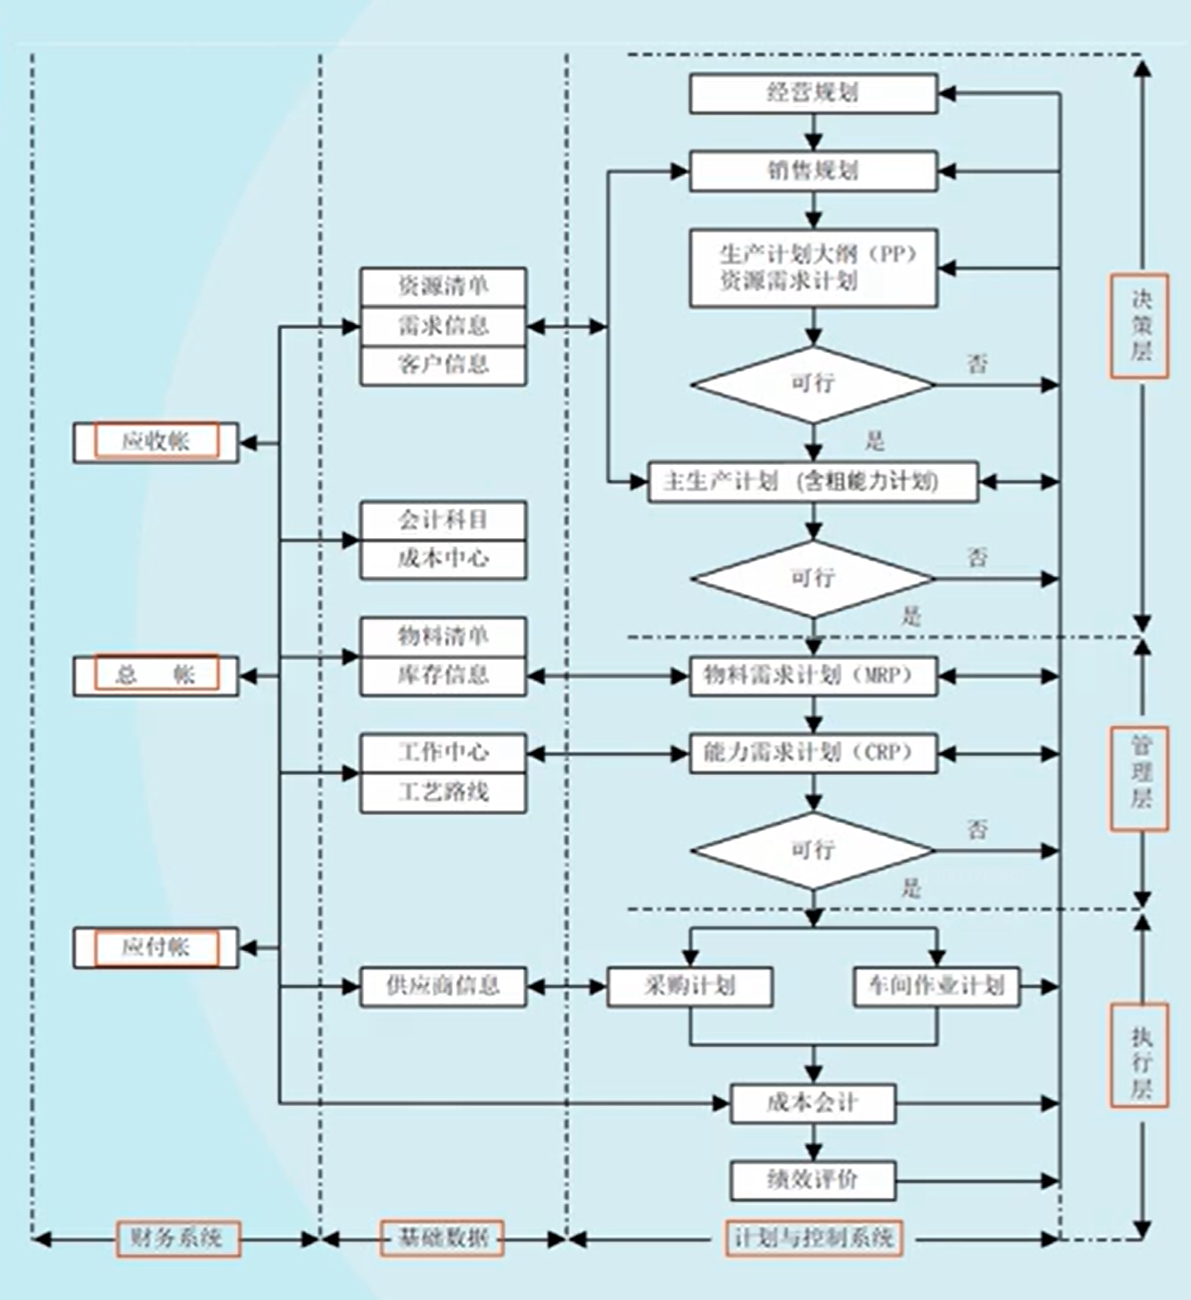 经营规划
销售规划
生产计划大纲（PP）
资源需求计划
资源清单
需求信息
客户信息
可行
否
是
决策层
应收帐
主生产计划 (含粗能力计划)
会计科目
成本中心
可行
否
是
物料清单
库存信息
总 帐
物料需求计划（MRP）
工作中心
工艺路线
能力需求计划（CRP）
管理层
可行
否
是
应付帐
供应商信息
采购计划
车间作业计划
执行层
成本会计
绩效评价
财务系统
基础数据
计划与控制系统